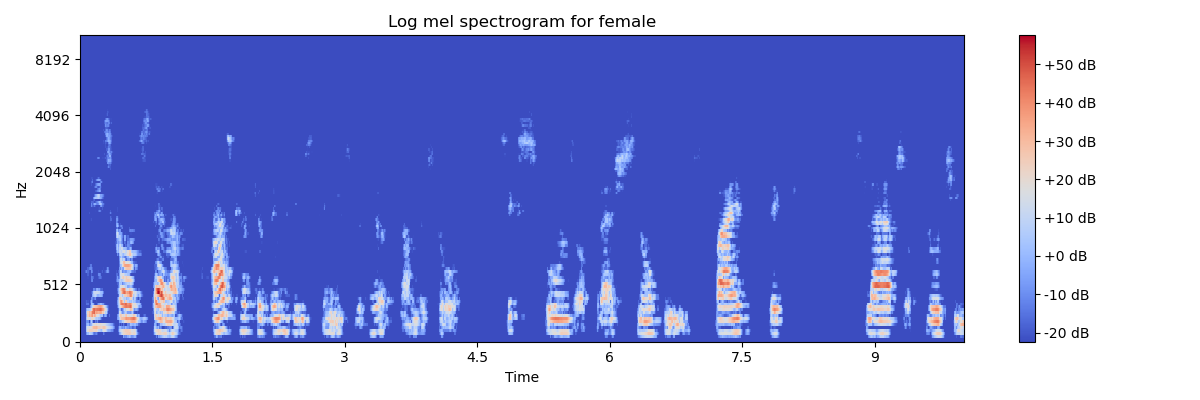 Log mel spectrogram for female
8192
4096
2048
1024
512
0
Hz
0 1.5 3 4.5 6 7.5 9
Time
+50 dB
+40 dB
+30 dB
+20 dB
+10 dB
+0 dB
-10 dB
-20 dB